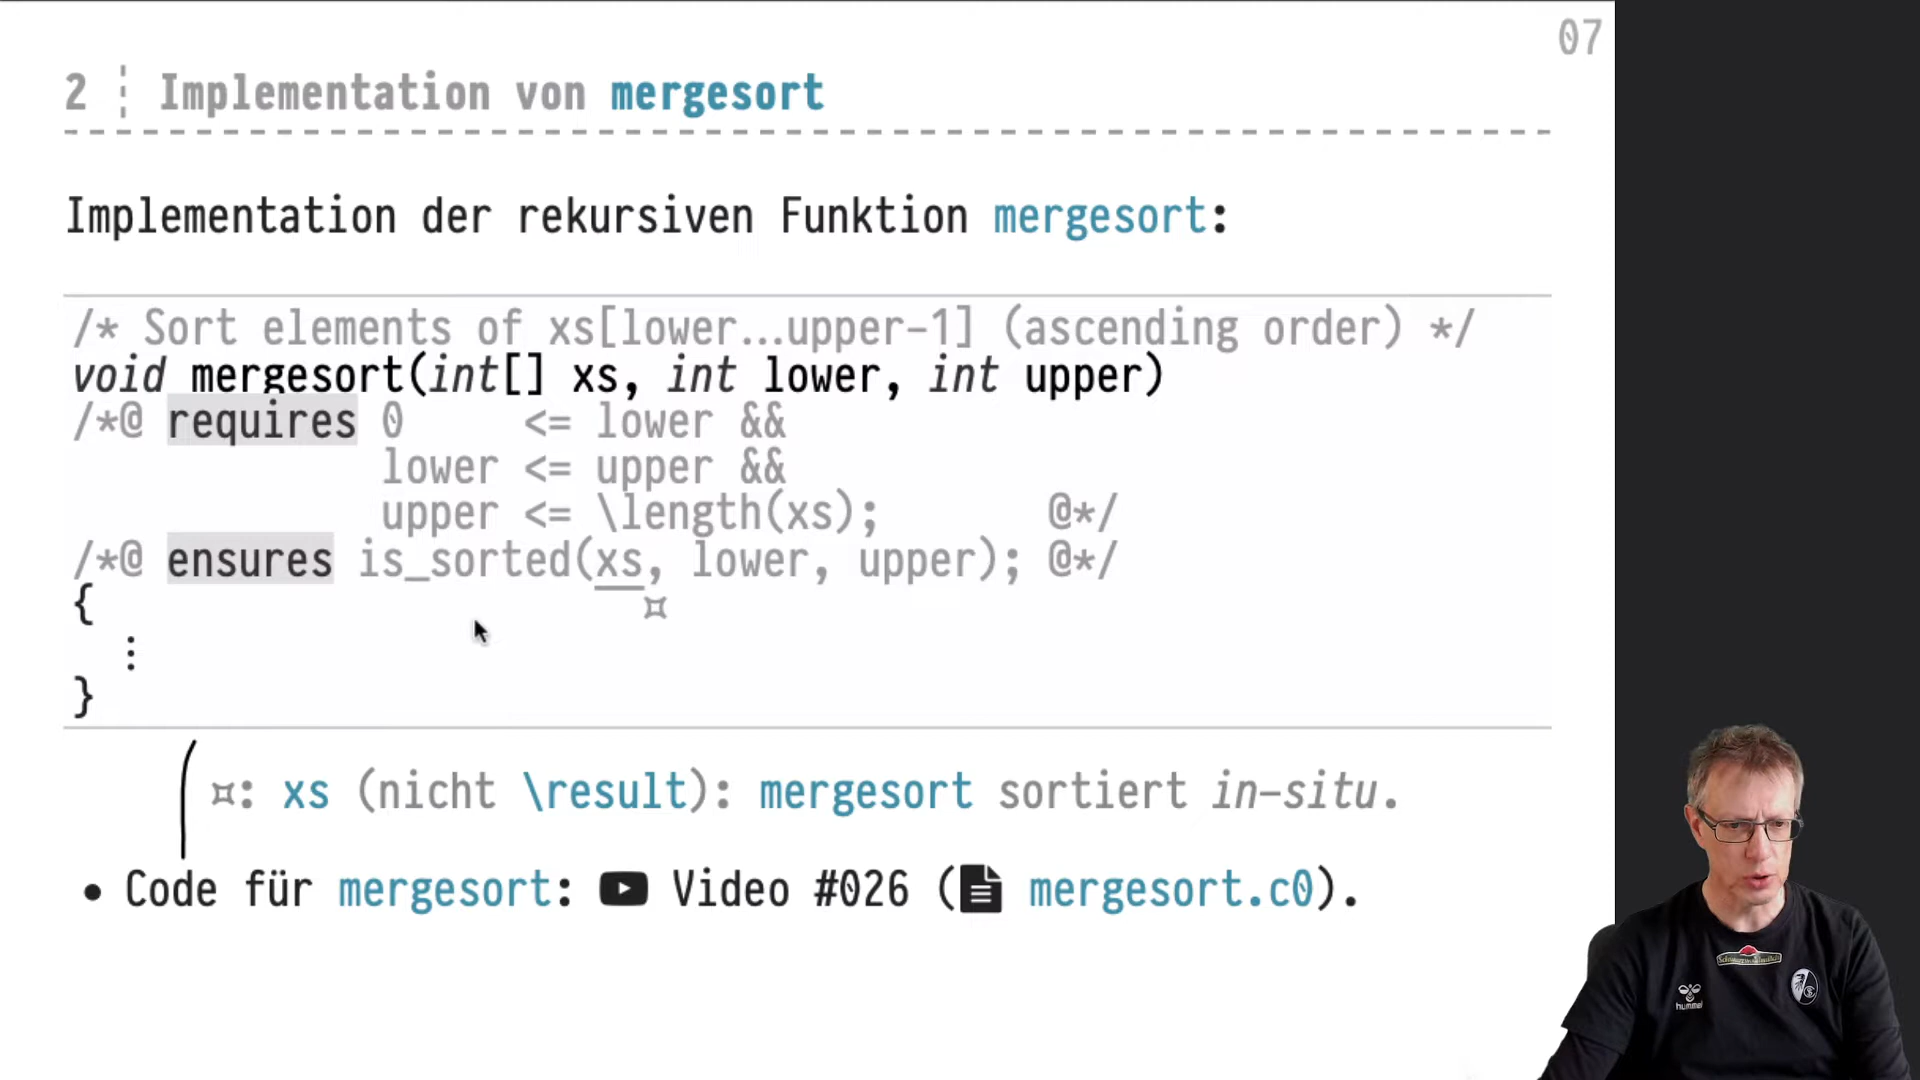 07
2 ¦ Implementation von mergesort
Implementation der rekursiven Funktion mergesort:
/* Sort elements of xs[lower…upper-1] (ascending order) */
void mergesort(int[] xs, int lower, int upper)
/*@ requires 0 <= lower &&
lower <= upper &&
upper <= \length(xs); @*/
/*@ ensures is_sorted(xs, lower, upper); @*/
{ ¤
⋮
}
¤: xs (nicht \result): mergesort sortiert in-situ.
• Code für mergesort: Video #026 ( mergesort.c0).
hummel